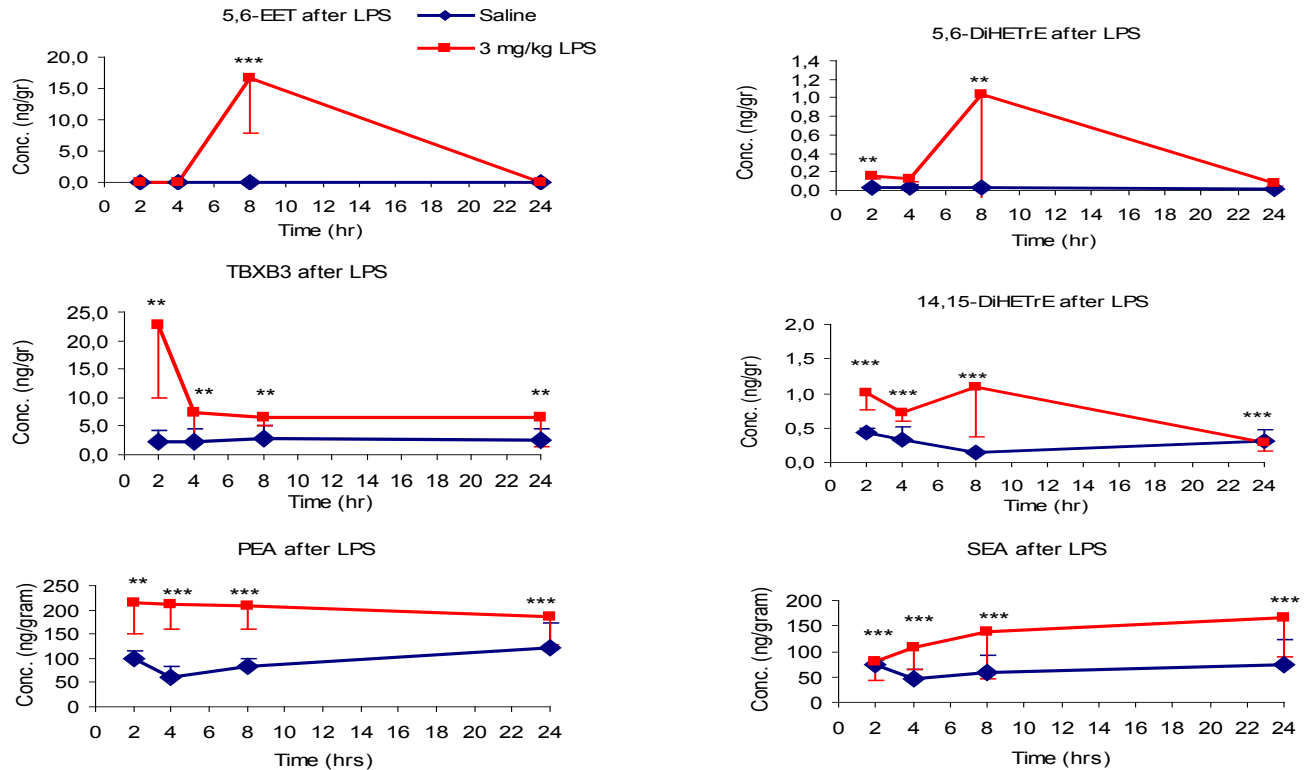 5,6-EET after LPS
Saline
3 mg/kg LPS
Conc. (ng/gr)
20,0
15,0
10,0
5,0
0,0
***
0 2 4 6 8 10 12 14 16 18 20 22 24
Time (hr)
5,6-DiHETrE after LPS
Conc. (ng/gr)
1,4
1,2
1,0
0,8
0,6
0,4
0,2
0,0
**
**
0 2 4 6 8 10 12 14 16 18 20 22 24
Time (hr)
TBXB3 after LPS
Conc. (ng/gr)
25,0
20,0
15,0
10,0
5,0
0,0
**
**
**
**
0 2 4 6 8 10 12 14 16 18 20 22 24
Time (hr)
14,15-DiHETrE after LPS
Conc. (ng/gr)
2,0
1,5
1,0
0,5
0,0
***
***
***
***
0 2 4 6 8 10 12 14 16 18 20 22 24
Time (hr)
PEA after LPS
Conc. (ng/gram)
250
200
150
100
50
0
**
***
***
***
0 2 4 6 8 10 12 14 16 18 20 22 24
Time (hrs)
SEA after LPS
Conc. (ng/gram)
200
150
100
50
0
***
***
***
***
0 2 4 6 8 10 12 14 16 18 20 22 24
Time (hrs)